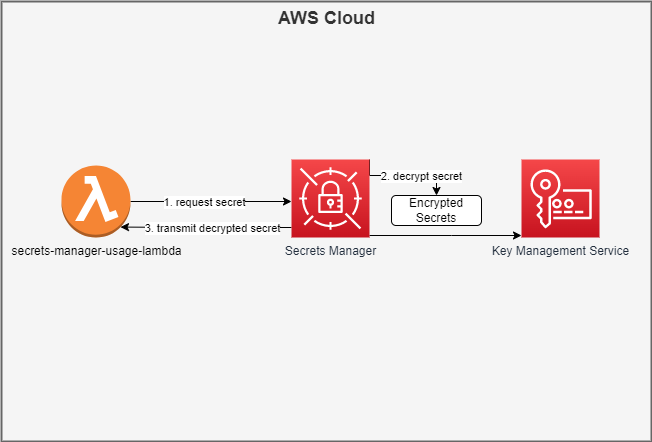 AWS Cloud
2. decrypt secret
1. request secret
Encrypted
Secrets
3. transmit decrypted secret
secrets-manager-usage-lambda
Secrets Manager
Key Management Service